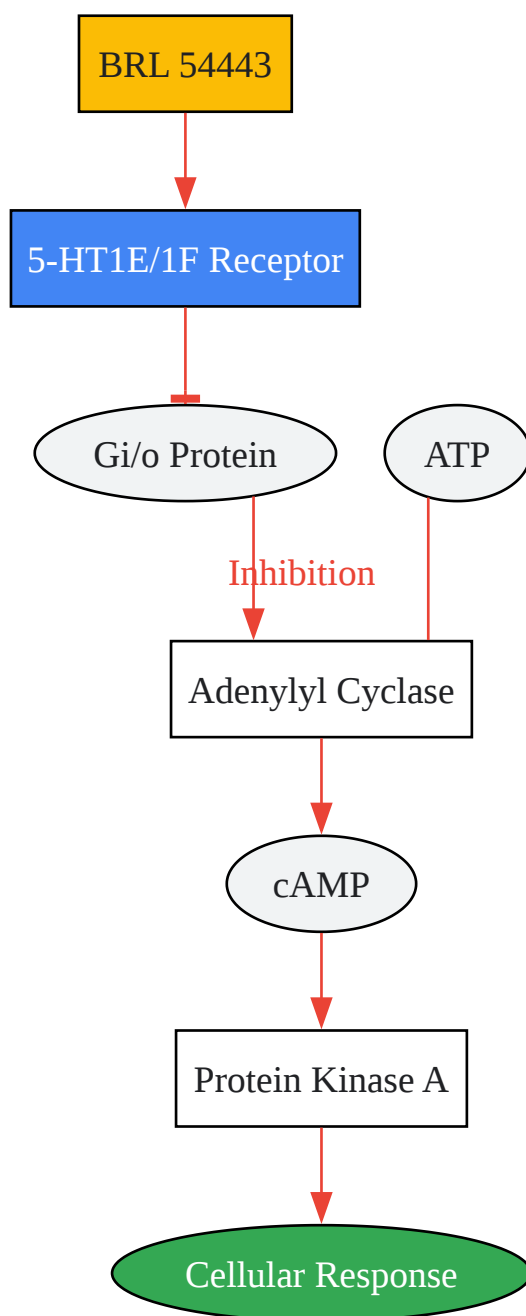 BRL 54443
5-HT1E/1F Receptor
Gi/o Protein
ATP
Inhibition
Adenylyl Cyclase
cAMP
Protein Kinase A
Cellular Response